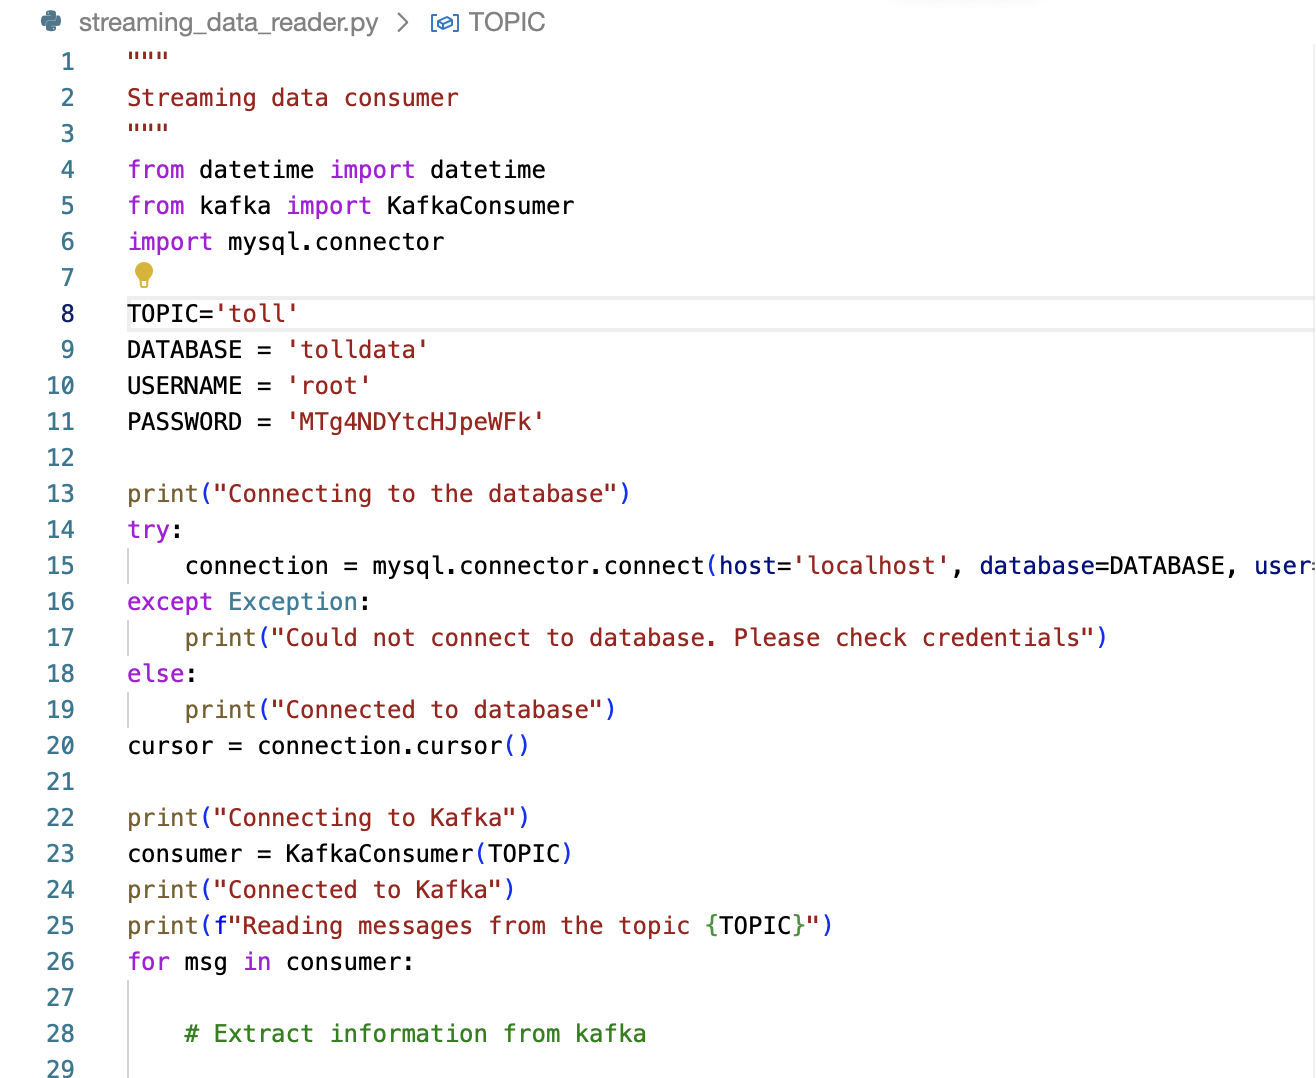 streaming_data_reader.py > TOPIC
1 """
2 Streaming data consumer
3 """
4 from datetime import datetime
5 from kafka import KafkaConsumer
6 import mysql.connector
7
8 TOPIC='toll'
9 DATABASE = 'tolldata'
10 USERNAME = 'root'
11 PASSWORD = 'MTg4NDYtcHJpeWFk'
12
13 print("Connecting to the database")
14 try:
15     connection = mysql.connector.connect(host='localhost', database=DATABASE, user=
16 except Exception:
17     print("Could not connect to database. Please check credentials")
18 else:
19     print("Connected to database")
20 cursor = connection.cursor()
21
22 print("Connecting to Kafka")
23 consumer = KafkaConsumer(TOPIC)
24 print("Connected to Kafka")
25 print(f"Reading messages from the topic {TOPIC}")
26 for msg in consumer:
27
28     # Extract information from kafka
29